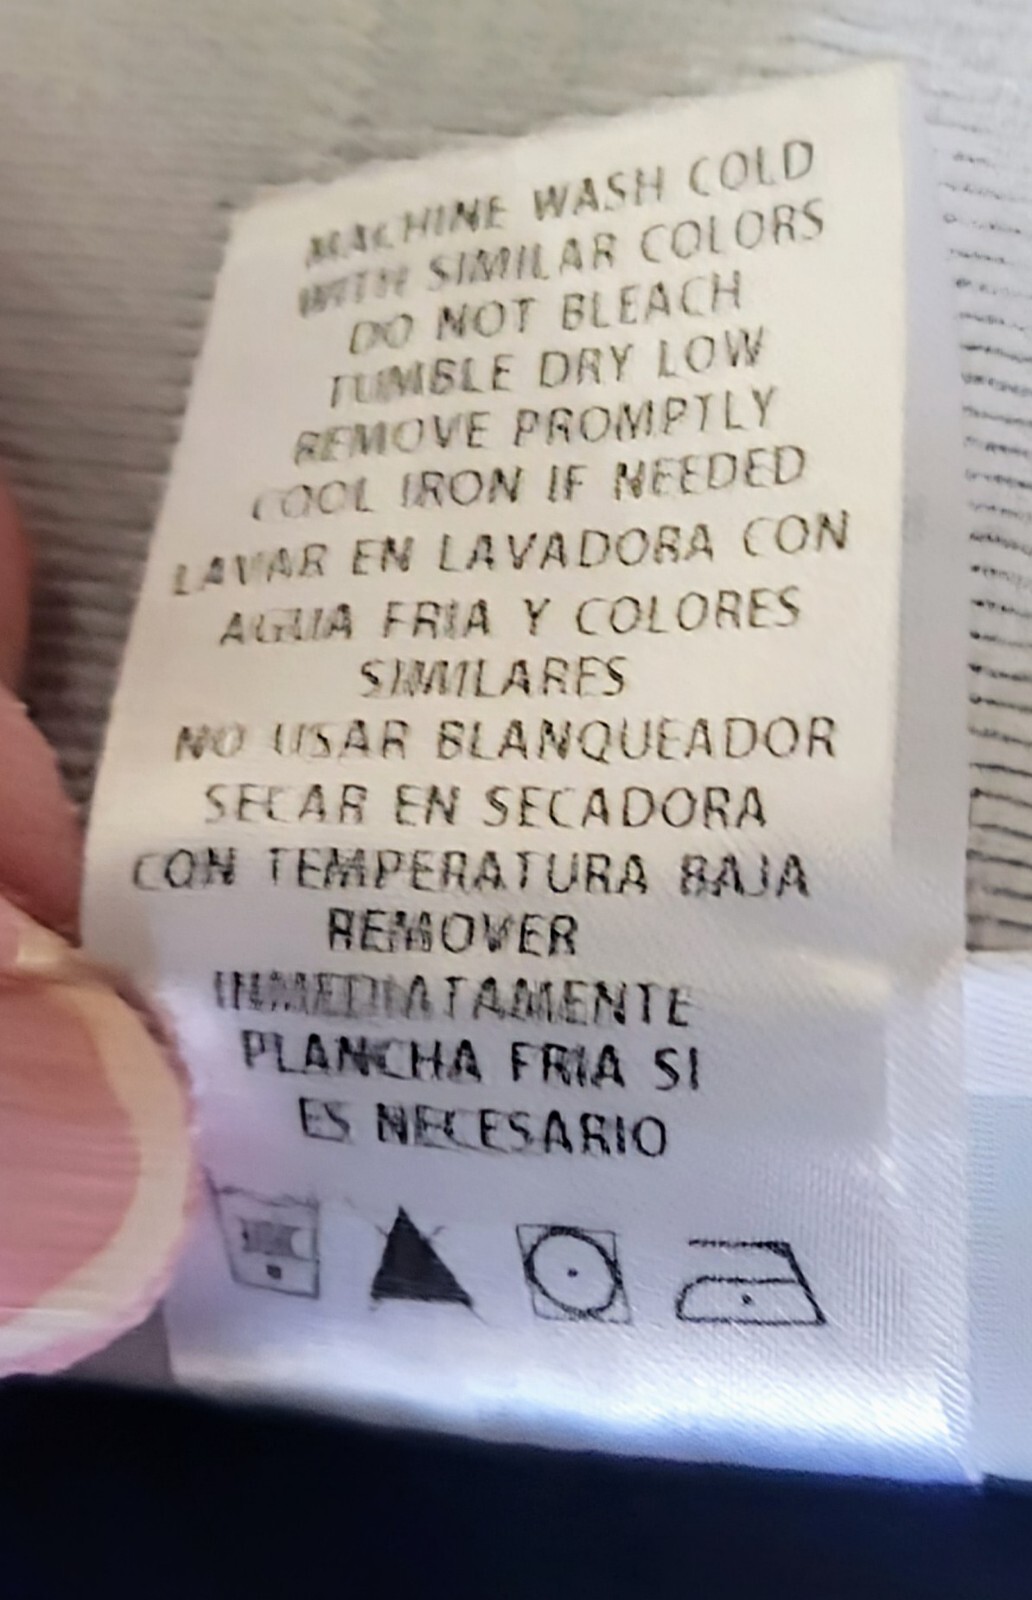 MACHINE WASH COLD
WITH SIMILAR COLORS
DO NOT BLEACH
TUMBLE DRY LOW
REMOVE PROMPTLY
COOL IRON IF NEEDED
LAVAR EN LAVADORA CON
AGUA FRIA Y COLORES
SIMILARES
NO USAR BLANQUEADOR
SECAR EN SECADORA
CON TEMPERATURA BAJA
REMOVER
INMEDIATAMENTE
PLANCHA FRIA SI
ES NECESARIO